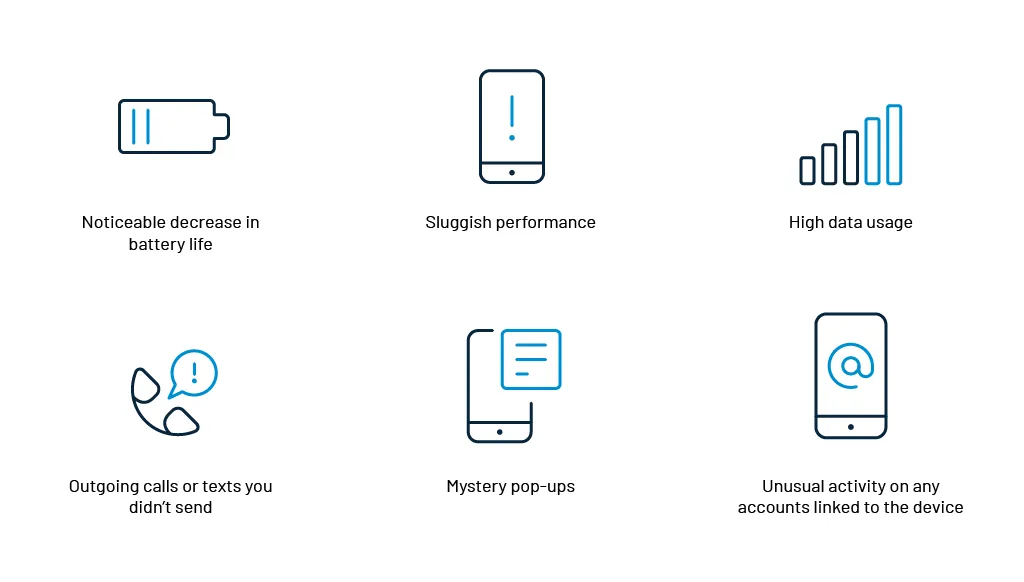 Noticeable decrease in
battery life
Sluggish performance
High data usage
Outgoing calls or texts you
didn’t send
Mystery pop-ups
Unusual activity on any
accounts linked to the device